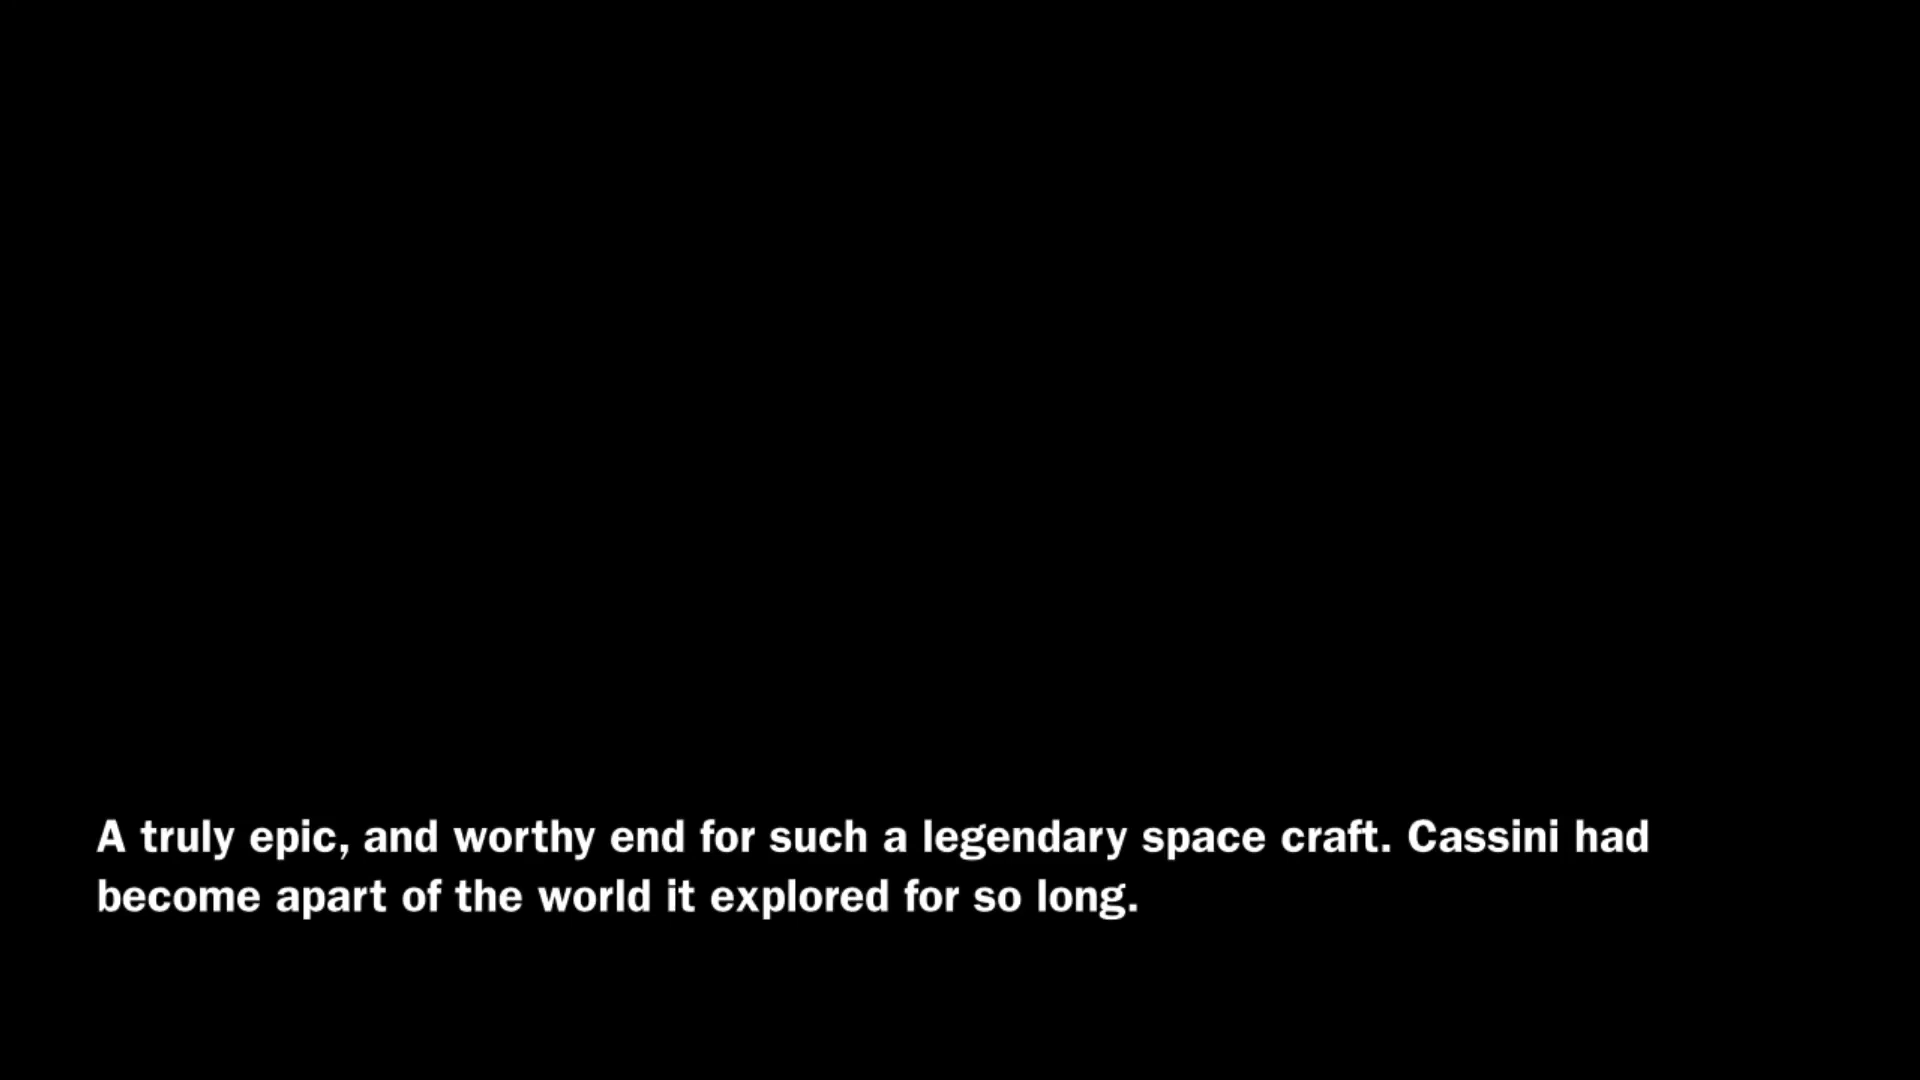 A truly epic, and worthy end for such a legendary space craft. Cassini had
become apart of the world it explored for so long.